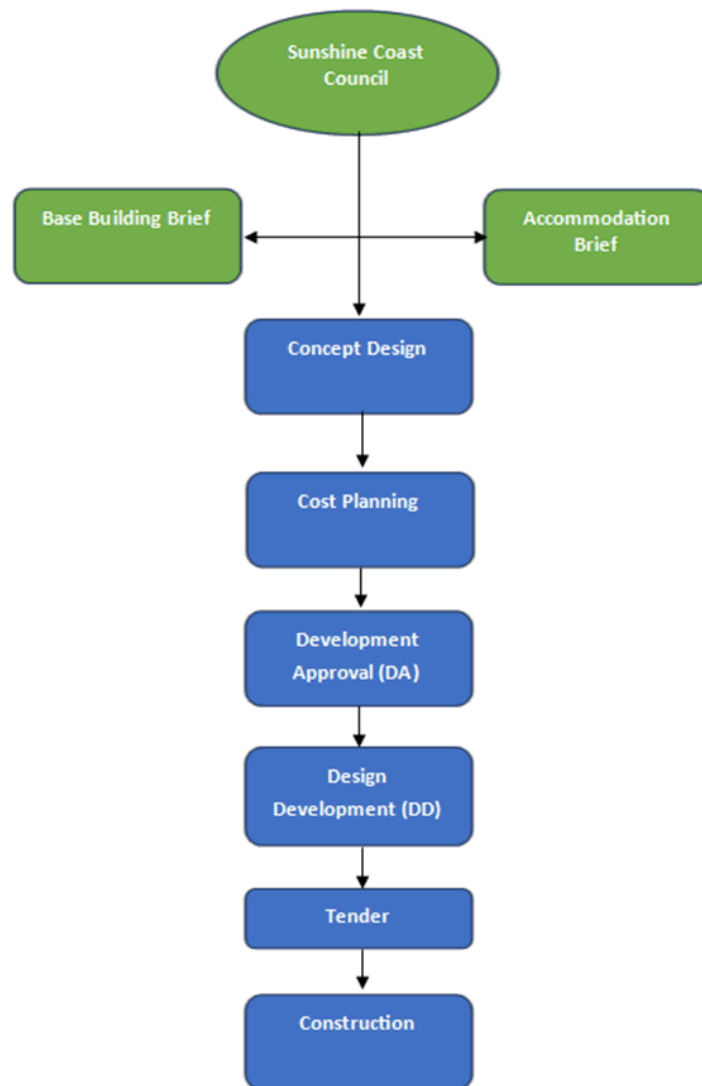 Sunshine Coast
Council
Base Building Brief
Accommodation
Brief
Concept Design
Cost Planning
Development
Approval (DA)
Design
Development (DD)
Tender
Construction